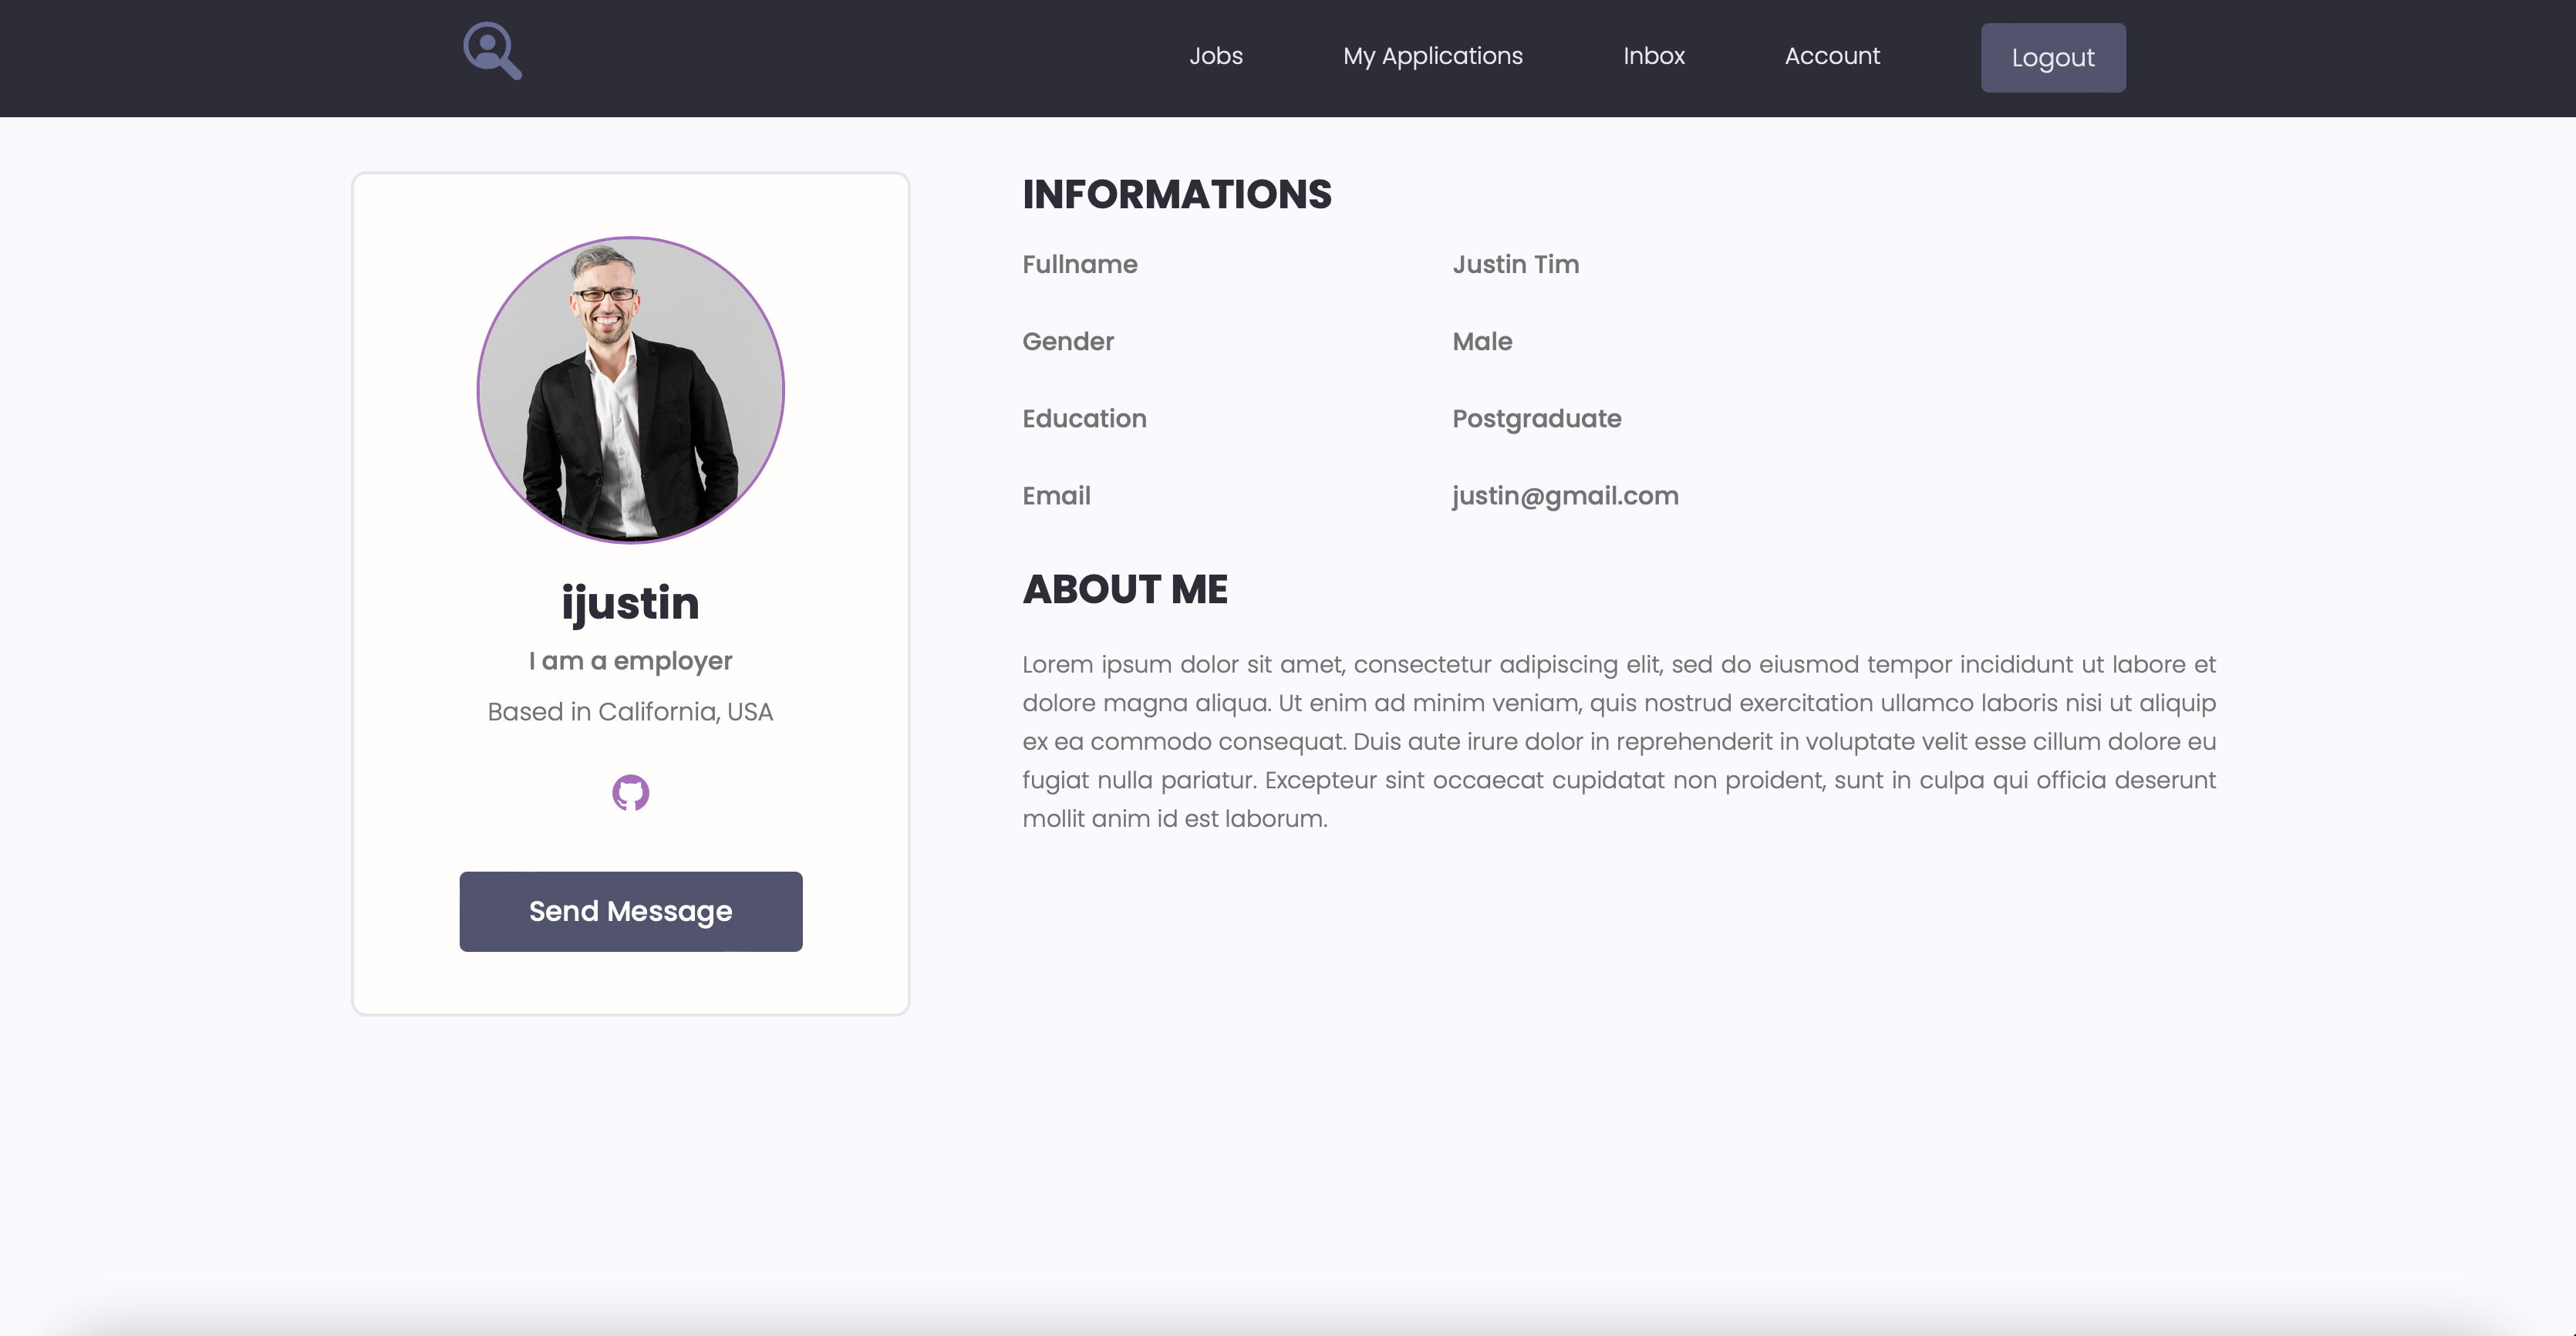 Jobs
My Applications
Inbox
Account
Logout
ijustin
I am a employer
Based in California, USA
Send Message
INFORMATIONS
Fullname Justin Tim
Gender Male
Education Postgraduate
Email justin@gmail.com
ABOUT ME
Lorem ipsum dolor sit amet, consectetur adipiscing elit, sed do eiusmod tempor incididunt ut labore et
dolore magna aliqua. Ut enim ad minim veniam, quis nostrud exercitation ullamco laboris nisi ut aliquip
ex ea commodo consequat. Duis aute irure dolor in reprehenderit in voluptate velit esse cillum dolore eu
fugiat nulla pariatur. Excepteur sint occaecat cupidatat non proident, sunt in culpa qui officia deserunt
mollit anim id est laborum.